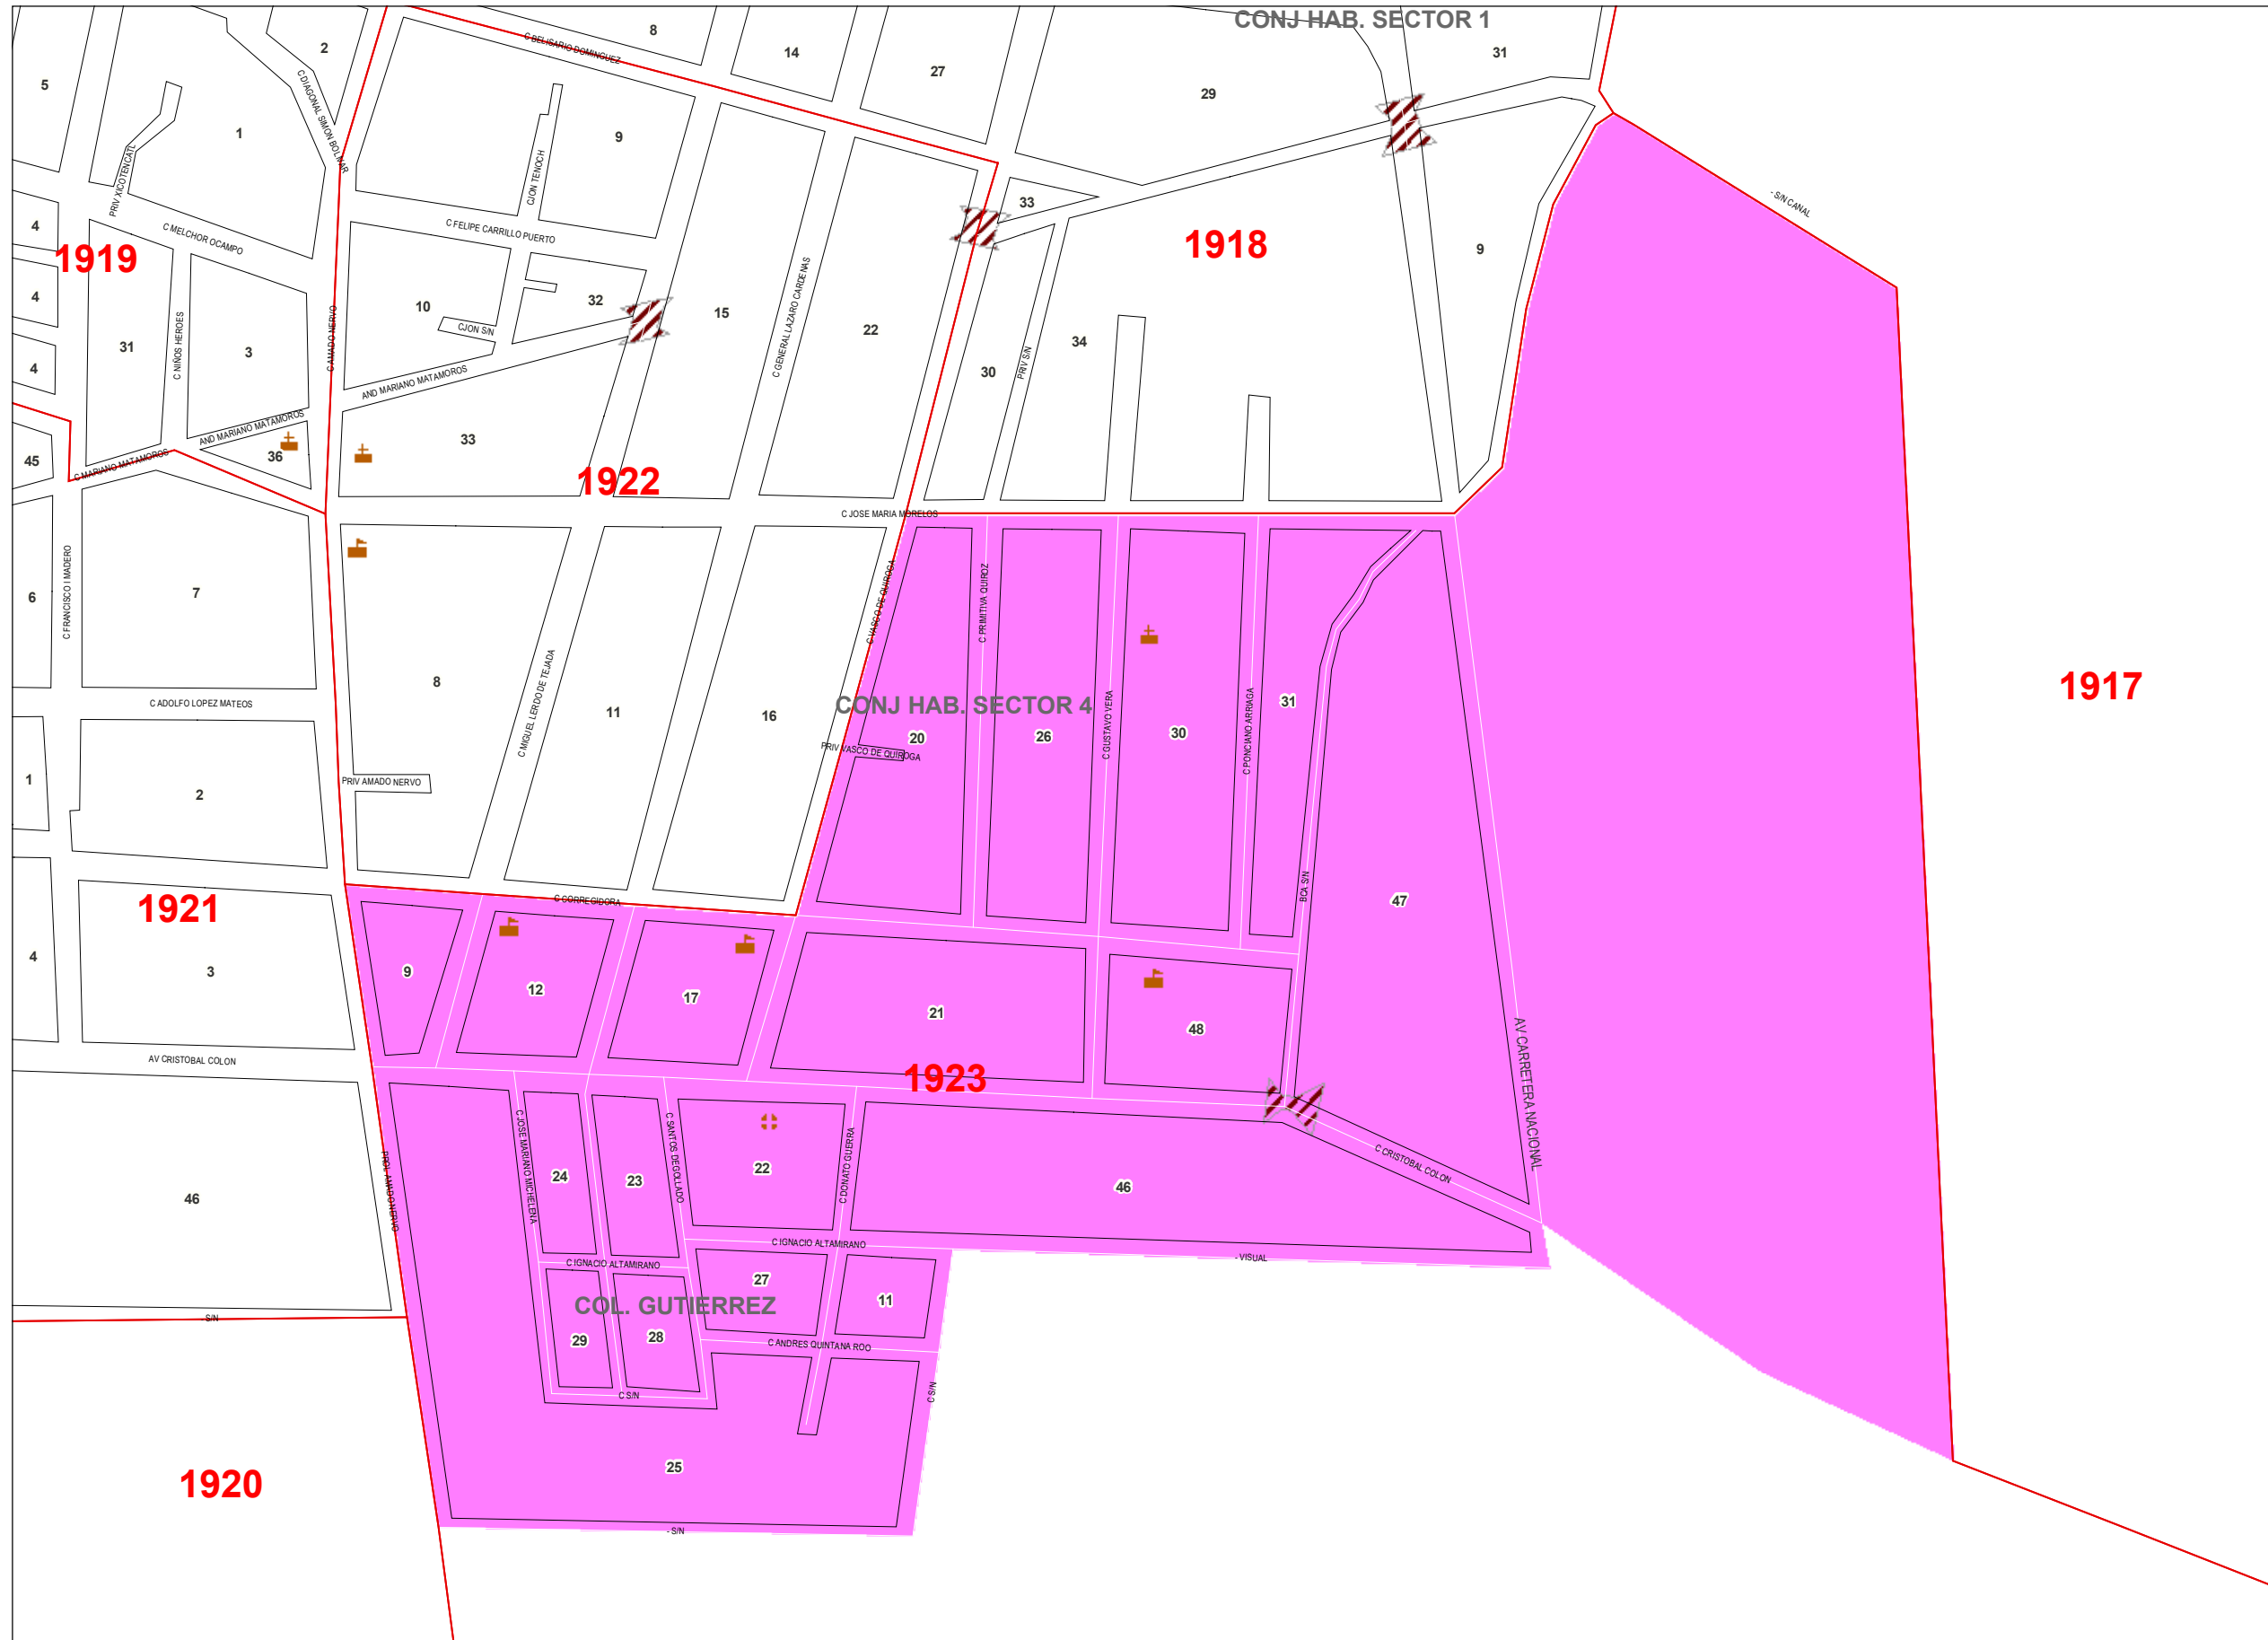 CONJ HAB. SECTOR 1
8
2
14
31
C BELISARIO DOMINGUEZ
27
5
29
C DIAGONAL SIMON BOLIVAR
1
9
PRIV XICOTENCATL
CJON TENOCH
- S/N CANAL
33
4
C MELCHOR OCAMPO
C FELIPE CARRILLO PUERTO
1918
9
1919
4
10
32
15
22
C GENERAL LAZARO CARDENAS
CJON S/N
C AMADO NERVO
34
31
C NIÑOS HEROES
3
4
30
PRIV S/N
AND MARIANO MATAMOROS
AND MARIANO MATAMOROS
33
45
C MARIANO MATAMOROS
36
1922
C JOSE MARIA MORELOS
6
C FRANCISCO I MADERO
7
C VASCO DE QUIROGA
C PRIMITIVA QUIROZ
8
C MIGUEL LERDO DE TEJADA
11
16
1917
C ADOLFO LOPEZ MATEOS
CONJ HAB. SECTOR 4
20
26
C GUSTAVO VERA
30
C PONCIANO ARRIAGA
31
PRIV VASCO DE QUIROGA
1
2
PRIV AMADO NERVO
BCA S/N
47
1921
C CORREGIDORA
4
3
9
12
17
21
48
AV CRISTOBAL COLON
1923
AV CARRETERA NACIONAL
46
PROL AMADO NERVO
C JOSE MARIANO MICHELENA
24
23
C SANTOS DEGOLLADO
22
C DONATO GUERRA
46
C CRISTOBAL COLON
C IGNACIO ALTAMIRANO
C IGNACIO ALTAMIRANO
- VISUAL
27
11
COL. GUTIERREZ
- S/N
29
28
C ANDRES QUINTANA ROO
C S/N
C S/N
25
1920
- S/N